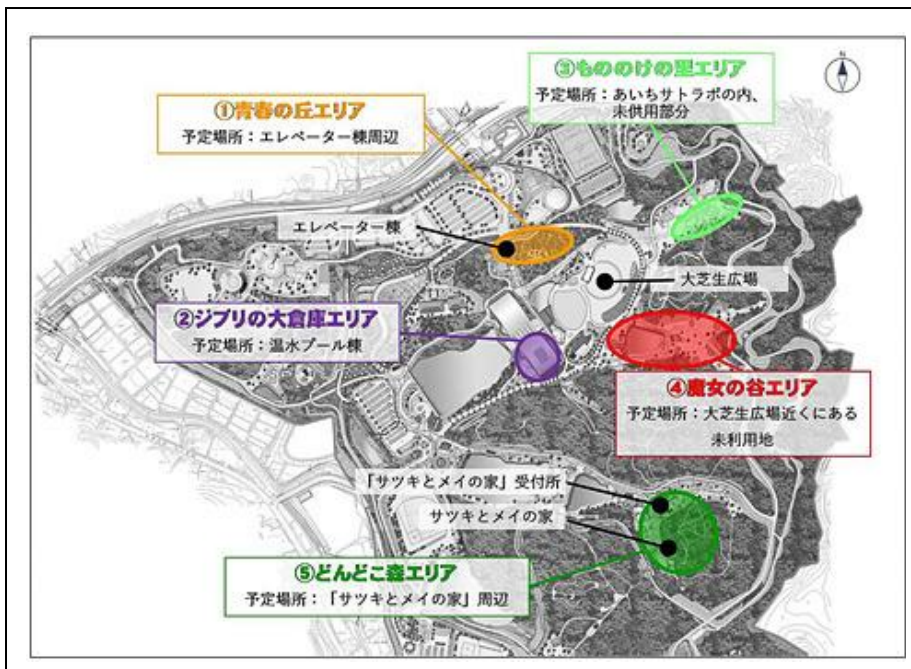 N
③もののけの里エリア
予定場所：あいちサトラボの内、
未供用部分
①青春の丘エリア
予定場所：エレベーター棟周辺
エレベーター棟
大芝生広場
②ジブリの大倉庫エリア
予定場所：温水プール棟
④魔女の谷エリア
予定場所：大芝生広場近くにある
未利用地
「サツキとメイの家」受付所
サツキとメイの家
⑤どんどこ森エリア
予定場所：「サツキとメイの家」周辺